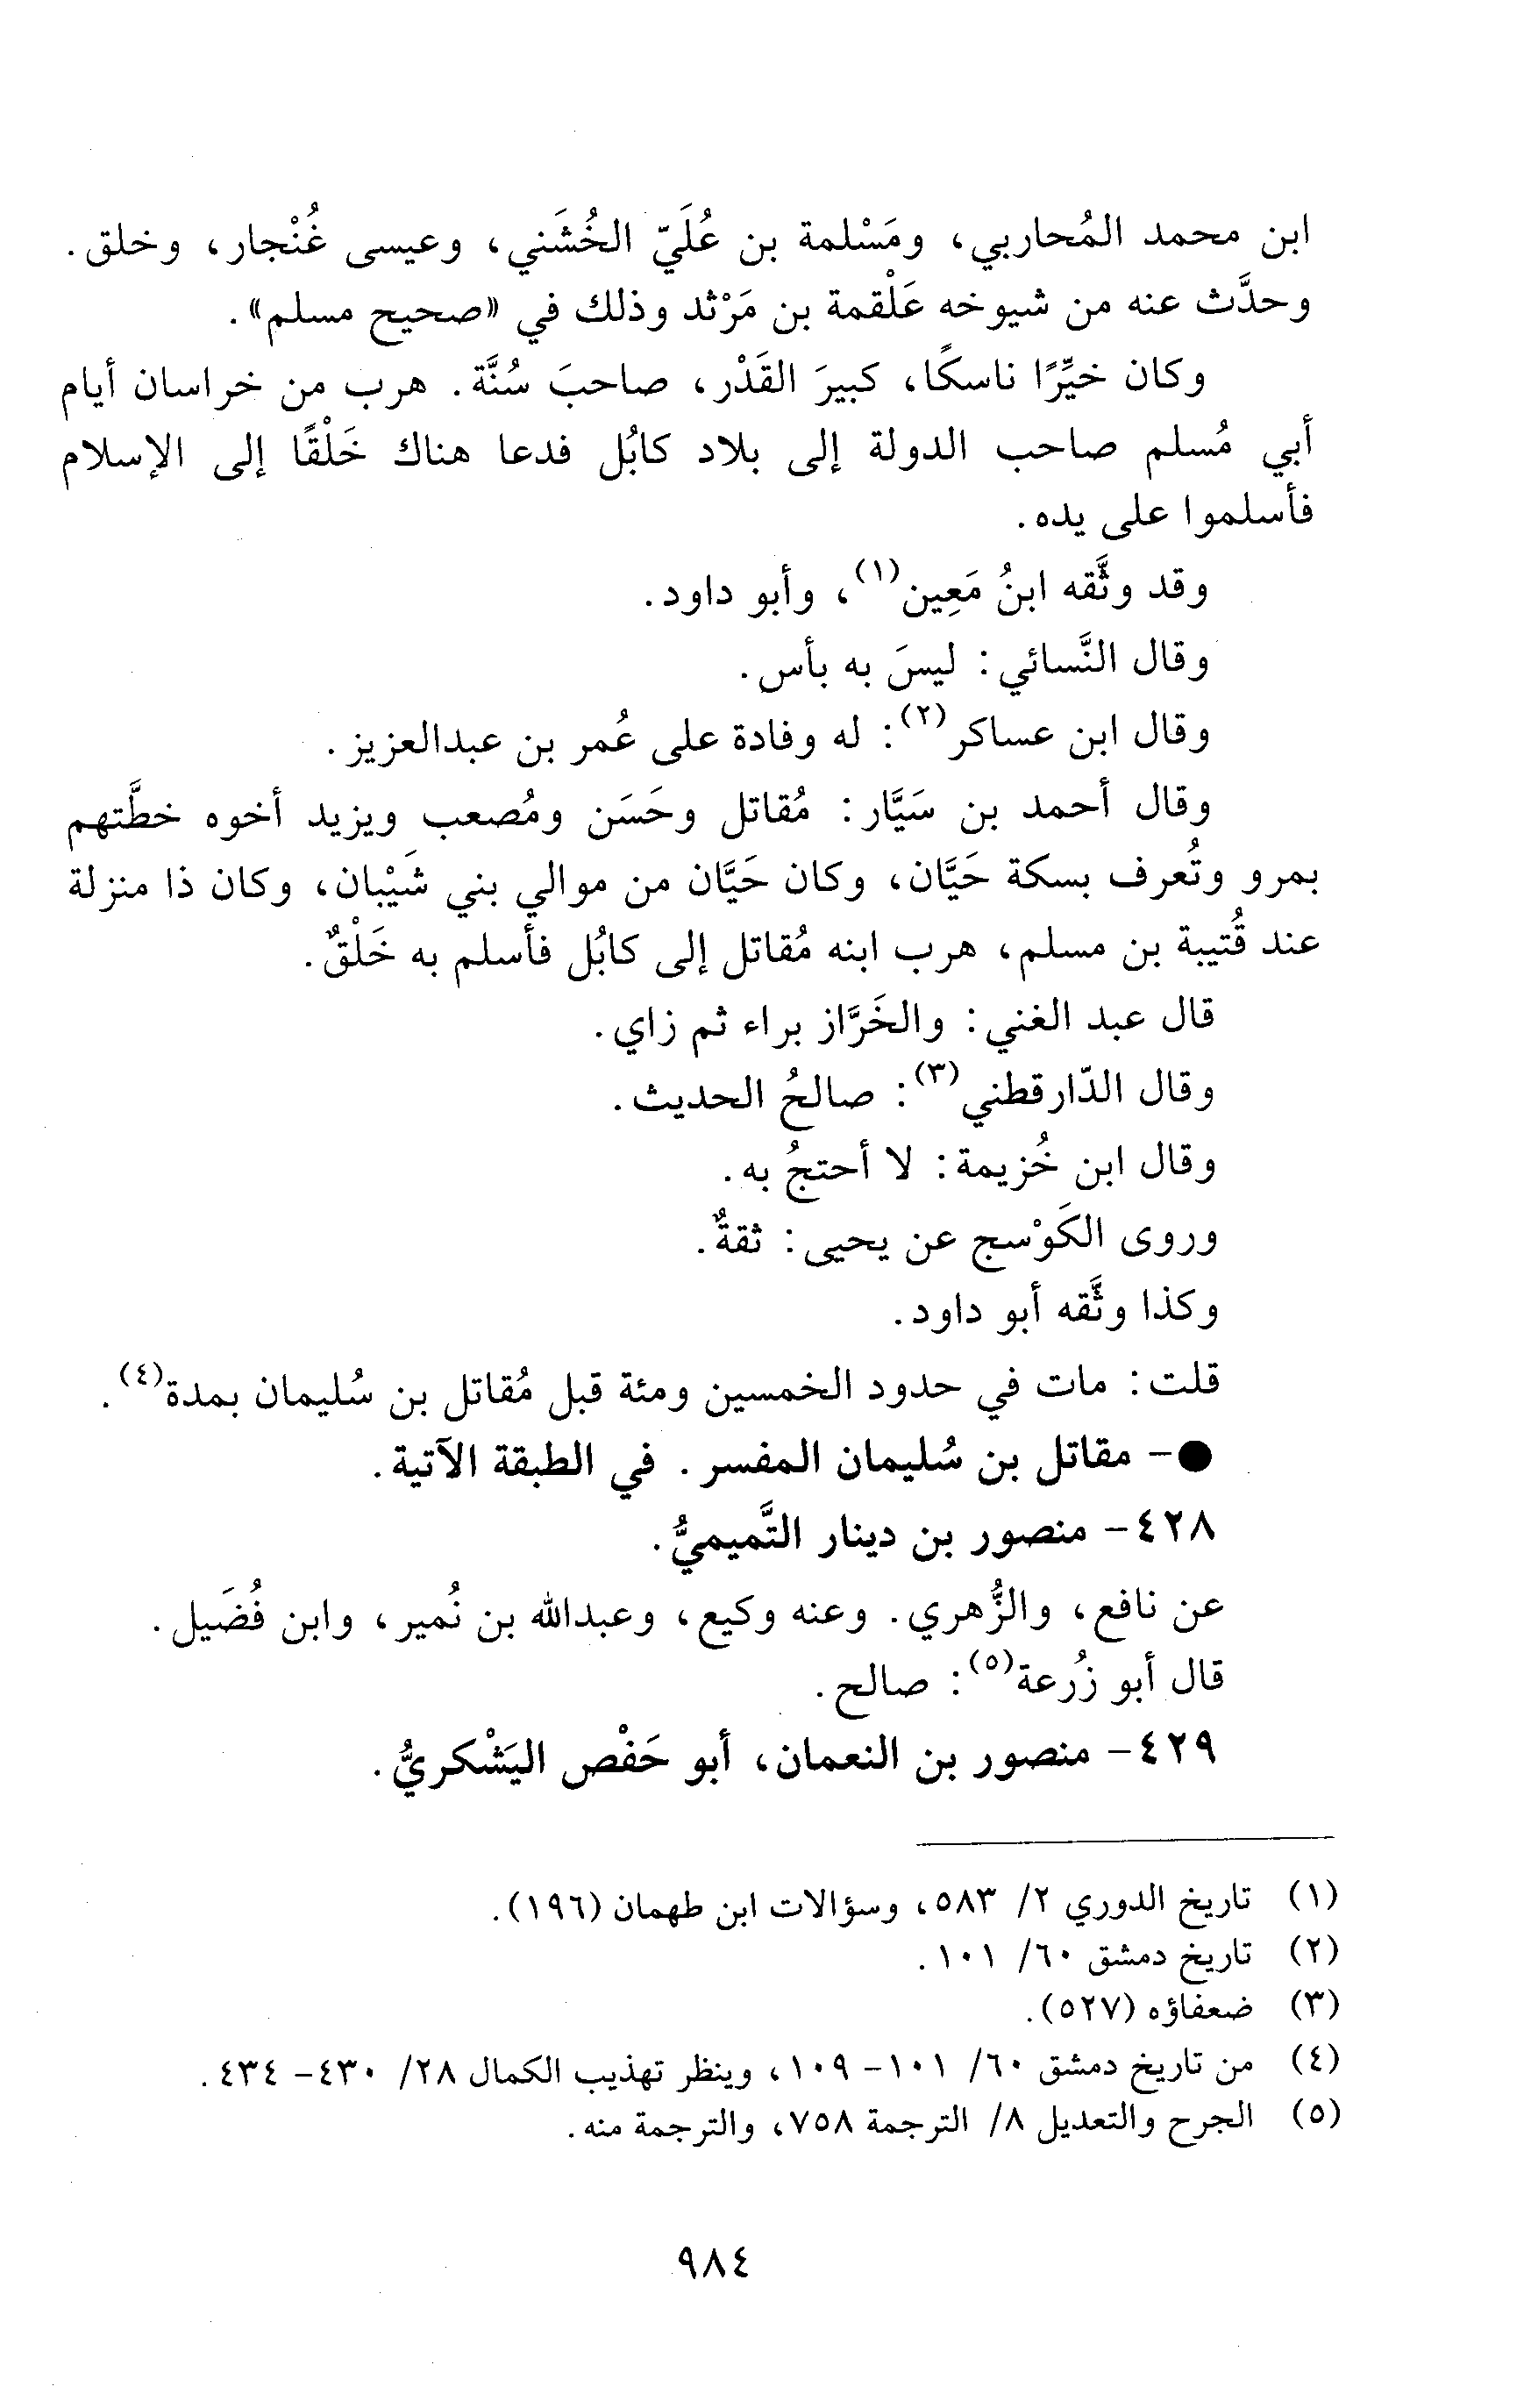 ابن محمد المُحاربي، ومَسْلمة بن عُلَيّ الخُشَني، وعيسى غُنْجار، وخلق.
وحدَّث عنه من شيوخه عَلْقمة بن مَرْثد وذلك في «صحيح مسلم».
وكان خيِّرًا ناسكًا، كبيرَ القَدْر، صاحبَ سُنَّة. هرب من خراسان أيام
أبي مُسلم صاحب الدولة إلى بلاد كابُل فدعا هناك خَلْقًا إلى الإسلام
فأسلموا على يده.
وقد وثَّقه ابنُ مَعِين(١)، وأبو داود.
وقال النَّسائي: ليسَ به بأس.
وقال ابن عساكر(٢): له وفادة على عُمر بن عبدالعزيز.
وقال أحمد بن سَيَّار: مُقاتل وحَسَن ومُصعب ويزيد أخوه خطَّتهم
بمرو وتُعرف بسكة حَيَّان، وكان حَيَّان من موالي بني شَيْبان، وكان ذا منزلة
عند قُتيبة بن مسلم، هرب ابنه مُقاتل إلى كابُل فأسلم به خَلْقٌ.
قال عبد الغني: والخَرَّاز براء ثم زاي.
وقال الدّارقطني(٣): صالحُ الحديث.
وقال ابن خُزيمة: لا أحتجُ به.
وروى الكَوْسج عن يحيى: ثقةٌ.
وكذا وثَّقه أبو داود.
قلت: مات في حدود الخمسين ومئة قبل مُقاتل بن سُليمان بمدة(٤).
●- مقاتل بن سُليمان المفسر. في الطبقة الآتية.
٤٢٨- منصور بن دينار التَّميميُّ.
عن نافع، والزُّهري. وعنه وكيع، وعبدالله بن نُمير، وابن فُضَيل.
قال أبو زُرعة(٥): صالح.
٤٢٩- منصور بن النعمان، أبو حَفْص اليَشْكريُّ.
(١) تاريخ الدوري ٢/ ٥٨٣، وسؤالات ابن طهمان (١٩٦).
(٢) تاريخ دمشق ٦٠/ ١٠١.
(٣) ضعفاؤه (٥٢٧).
(٤) من تاريخ دمشق ٦٠/ ١٠١- ١٠٩، وينظر تهذيب الكمال ٢٨/ ٤٣٠- ٤٣٤.
(٥) الجرح والتعديل ٨/ الترجمة ٧٥٨، والترجمة منه.
٩٨٤